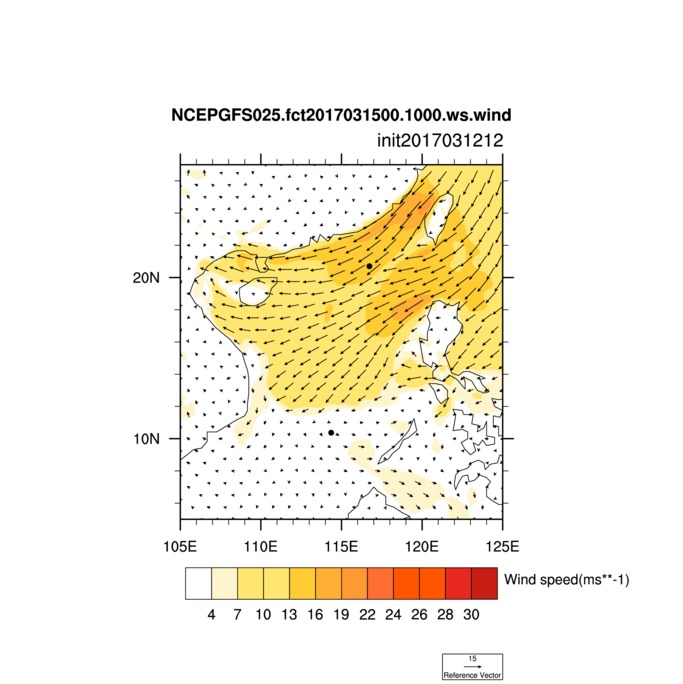 NCEPGFS025.fct2017031500.1000.ws.wind
init2017031212
20N
10N
105E 110E 115E 120E 125E
Wind speed(ms**-1)
4 7 10 13 16 19 22 24 26 28 30
15
Reference Vector